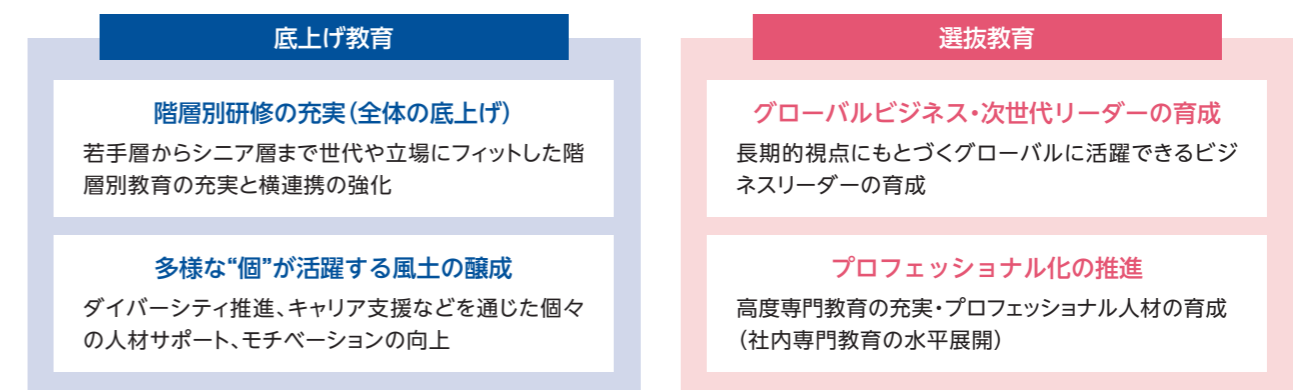 底上げ教育
階層別研修の充実（全体の底上げ）
若手層からシニア層まで世代や立場にフィットした階
層別教育の充実と横連携の強化
多様な“個”が活躍する風土の醸成
ダイバーシティ推進、キャリア支援などを通じた個々
の人材サポート、モチベーションの向上
選抜教育
グローバルビジネス・次世代リーダーの育成
長期的視点にもとづくグローバルに活躍できるビジ
ネスリーダーの育成
プロフェッショナル化の推進
高度専門教育の充実・プロフェッショナル人材の育成
（社内専門教育の水平展開）